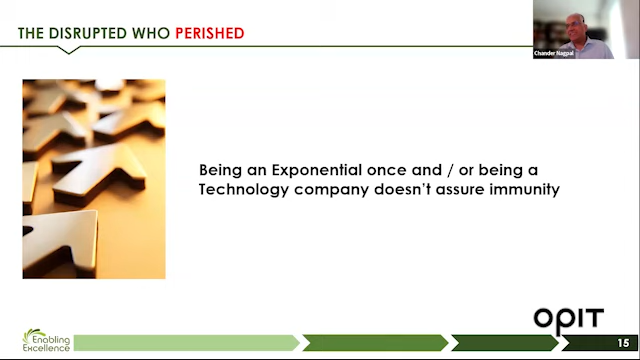 THE DISRUPTED WHO PERISHED
Chander Nagpal
Being an Exponential once and / or being a
Technology company doesn't assure immunity
OPIT
Enabling
Excellence
15